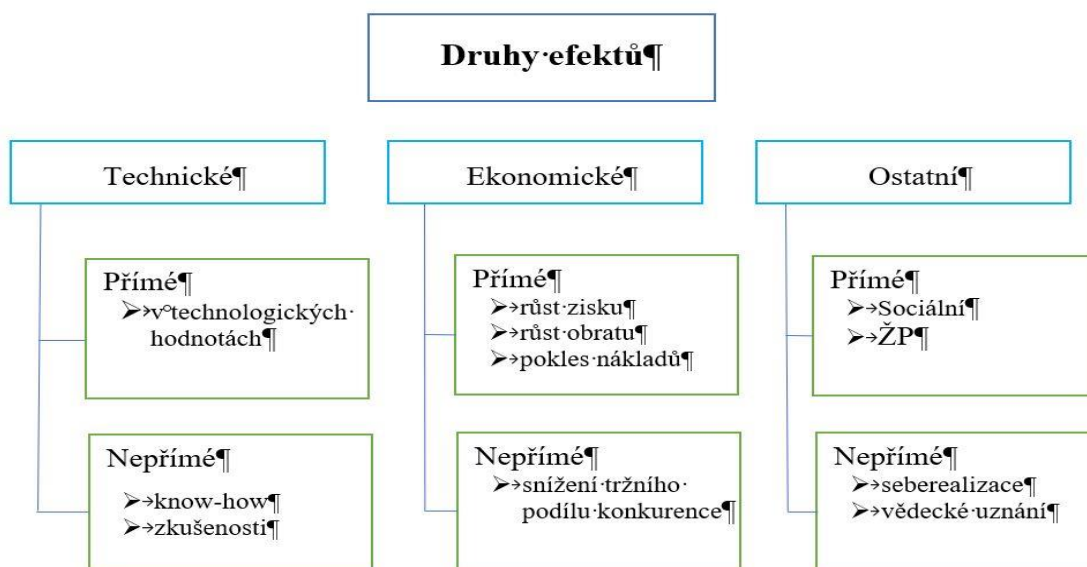 Druhy·efektů¶
Technické¶
Přímé¶
➢→v°technologických·
hodnotách¶
Nepřímé¶
➢→know-how¶
➢→zkušenosti¶
Ekonomické¶
Přímé¶
➢→růst·zisku¶
➢→růst·obratu¶
➢→pokles·nákladů¶
Nepřímé¶
➢→snížení·tržního·
podílu·konkurence¶
Ostatní¶
Přímé¶
➢→Sociální¶
➢→ŽP¶
Nepřímé¶
➢→seberealizace¶
➢→vědecké·uznání¶